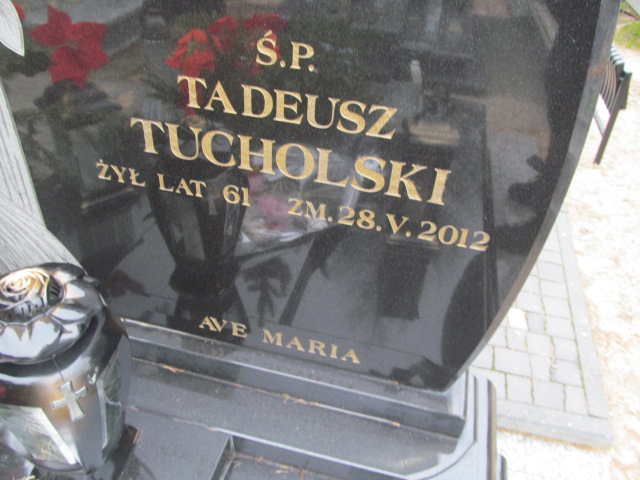 Ś.P.
TADEUSZ
TUCHOLSKI
ŻYŁ LAT 61 ZM. 28. V. 2012
AVE MARIA